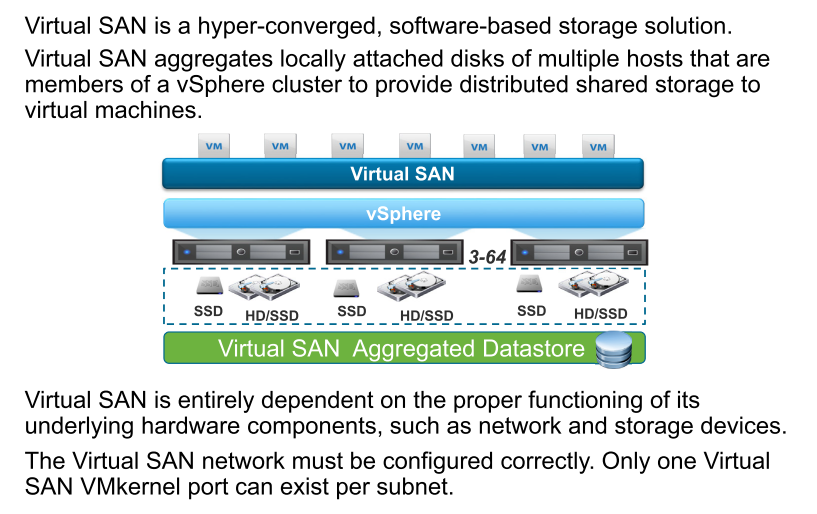 Virtual SAN is a hyper-converged, software-based storage solution.
Virtual SAN aggregates locally attached disks of multiple hosts that are
members of a vSphere cluster to provide distributed shared storage to
virtual machines.
VM VM VM VM VM VM VM
Virtual SAN
vSphere
3-64
SSD HD/SSD SSD HD/SSD SSD HD/SSD
Virtual SAN Aggregated Datastore
Virtual SAN is entirely dependent on the proper functioning of its
underlying hardware components, such as network and storage devices.
The Virtual SAN network must be configured correctly. Only one Virtual
SAN VMkernel port can exist per subnet.